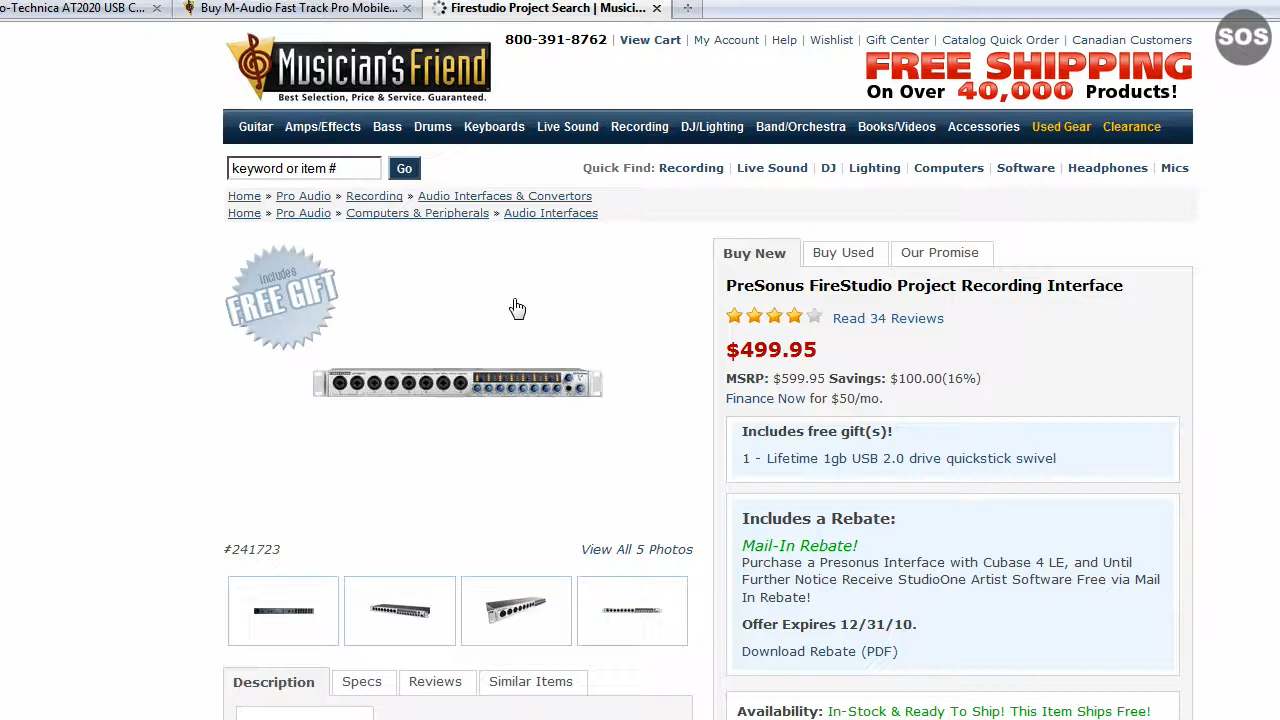 o-Technica AT2020 USB C...
Buy M-Audio Fast Track Pro Mobile...
Firestudio Project Search | Musici...
SOS
800-391-8762 | View Cart | My Account | Help | Wishlist | Gift Center | Catalog Quick Order | Canadian Customers
Musician's Friend
Best Selection, Price & Service. Guaranteed.
FREE SHIPPING
On Over 40,000 Products!
Guitar Amps/Effects Bass Drums Keyboards Live Sound Recording DJ/Lighting Band/Orchestra Books/Videos Accessories Used Gear Clearance
keyword or item # Go
Quick Find: Recording | Live Sound | DJ | Lighting | Computers | Software | Headphones | Mics
Home » Pro Audio » Recording » Audio Interfaces & Convertors
Home » Pro Audio » Computers & Peripherals » Audio Interfaces
includes
FREE GIFT
Buy New Buy Used Our Promise
PreSonus FireStudio Project Recording Interface
Read 34 Reviews
$499.95
MSRP: $599.95 Savings: $100.00(16%)
Finance Now for $50/mo.
Includes free gift(s)!
1 - Lifetime 1gb USB 2.0 drive quickstick swivel
Includes a Rebate:
Mail-In Rebate!
Purchase a Presonus Interface with Cubase 4 LE, and Until
Further Notice Receive StudioOne Artist Software Free via Mail
In Rebate!
Offer Expires 12/31/10.
Download Rebate (PDF)
#241723
View All 5 Photos
Description Specs Reviews Similar Items
Availability: In-Stock & Ready To Ship! This Item Ships Free!